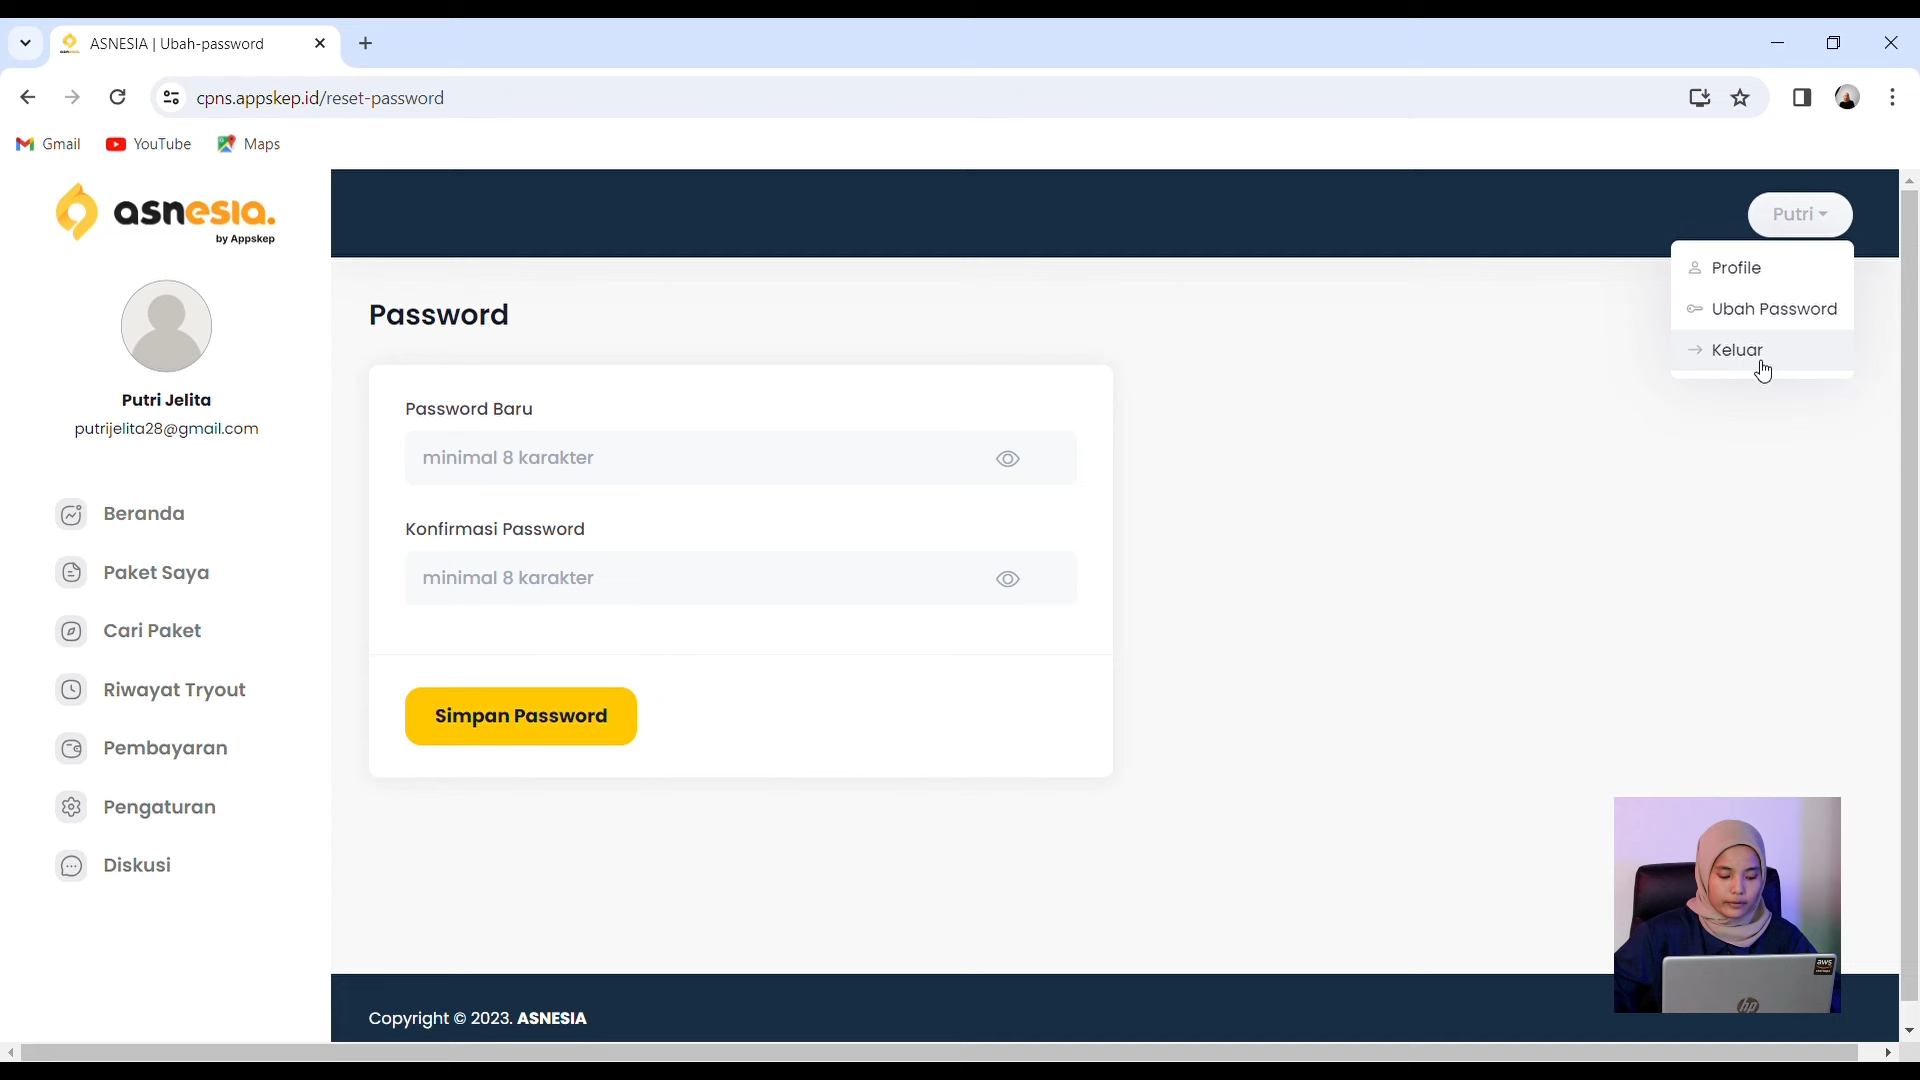 ASNESIA | Ubah-password
cpns.appskep.id/reset-password
Gmail
YouTube
Maps
asnesia.
by Appskep
Putri
Profile
Ubah Password
Keluar
Putri Jelita
putrijelita28@gmail.com
Beranda
Paket Saya
Cari Paket
Riwayat Tryout
Pembayaran
Pengaturan
Diskusi
Password
Password Baru
minimal 8 karakter
Konfirmasi Password
minimal 8 karakter
Simpan Password
aws
hp
Copyright © 2023. ASNESIA